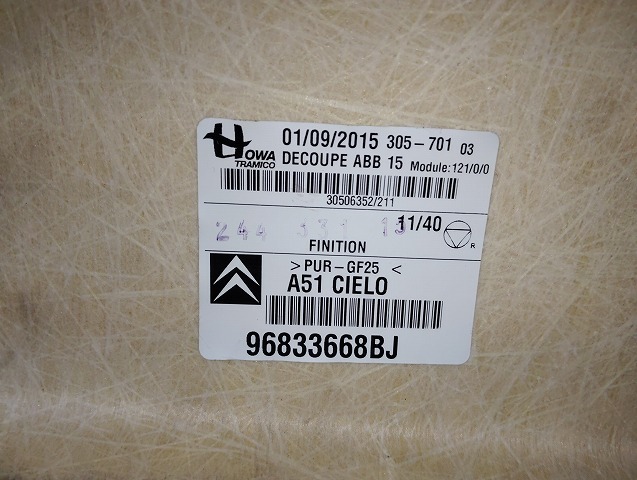 HOWA
TRAMICO
01/09/2015 305-701 03
DECOUPE ABB 15 Module: 121/0/0
30506352/211
11/40
FINITION
R
>PUR-GF25 <
A51 CIELO
96833668BJ